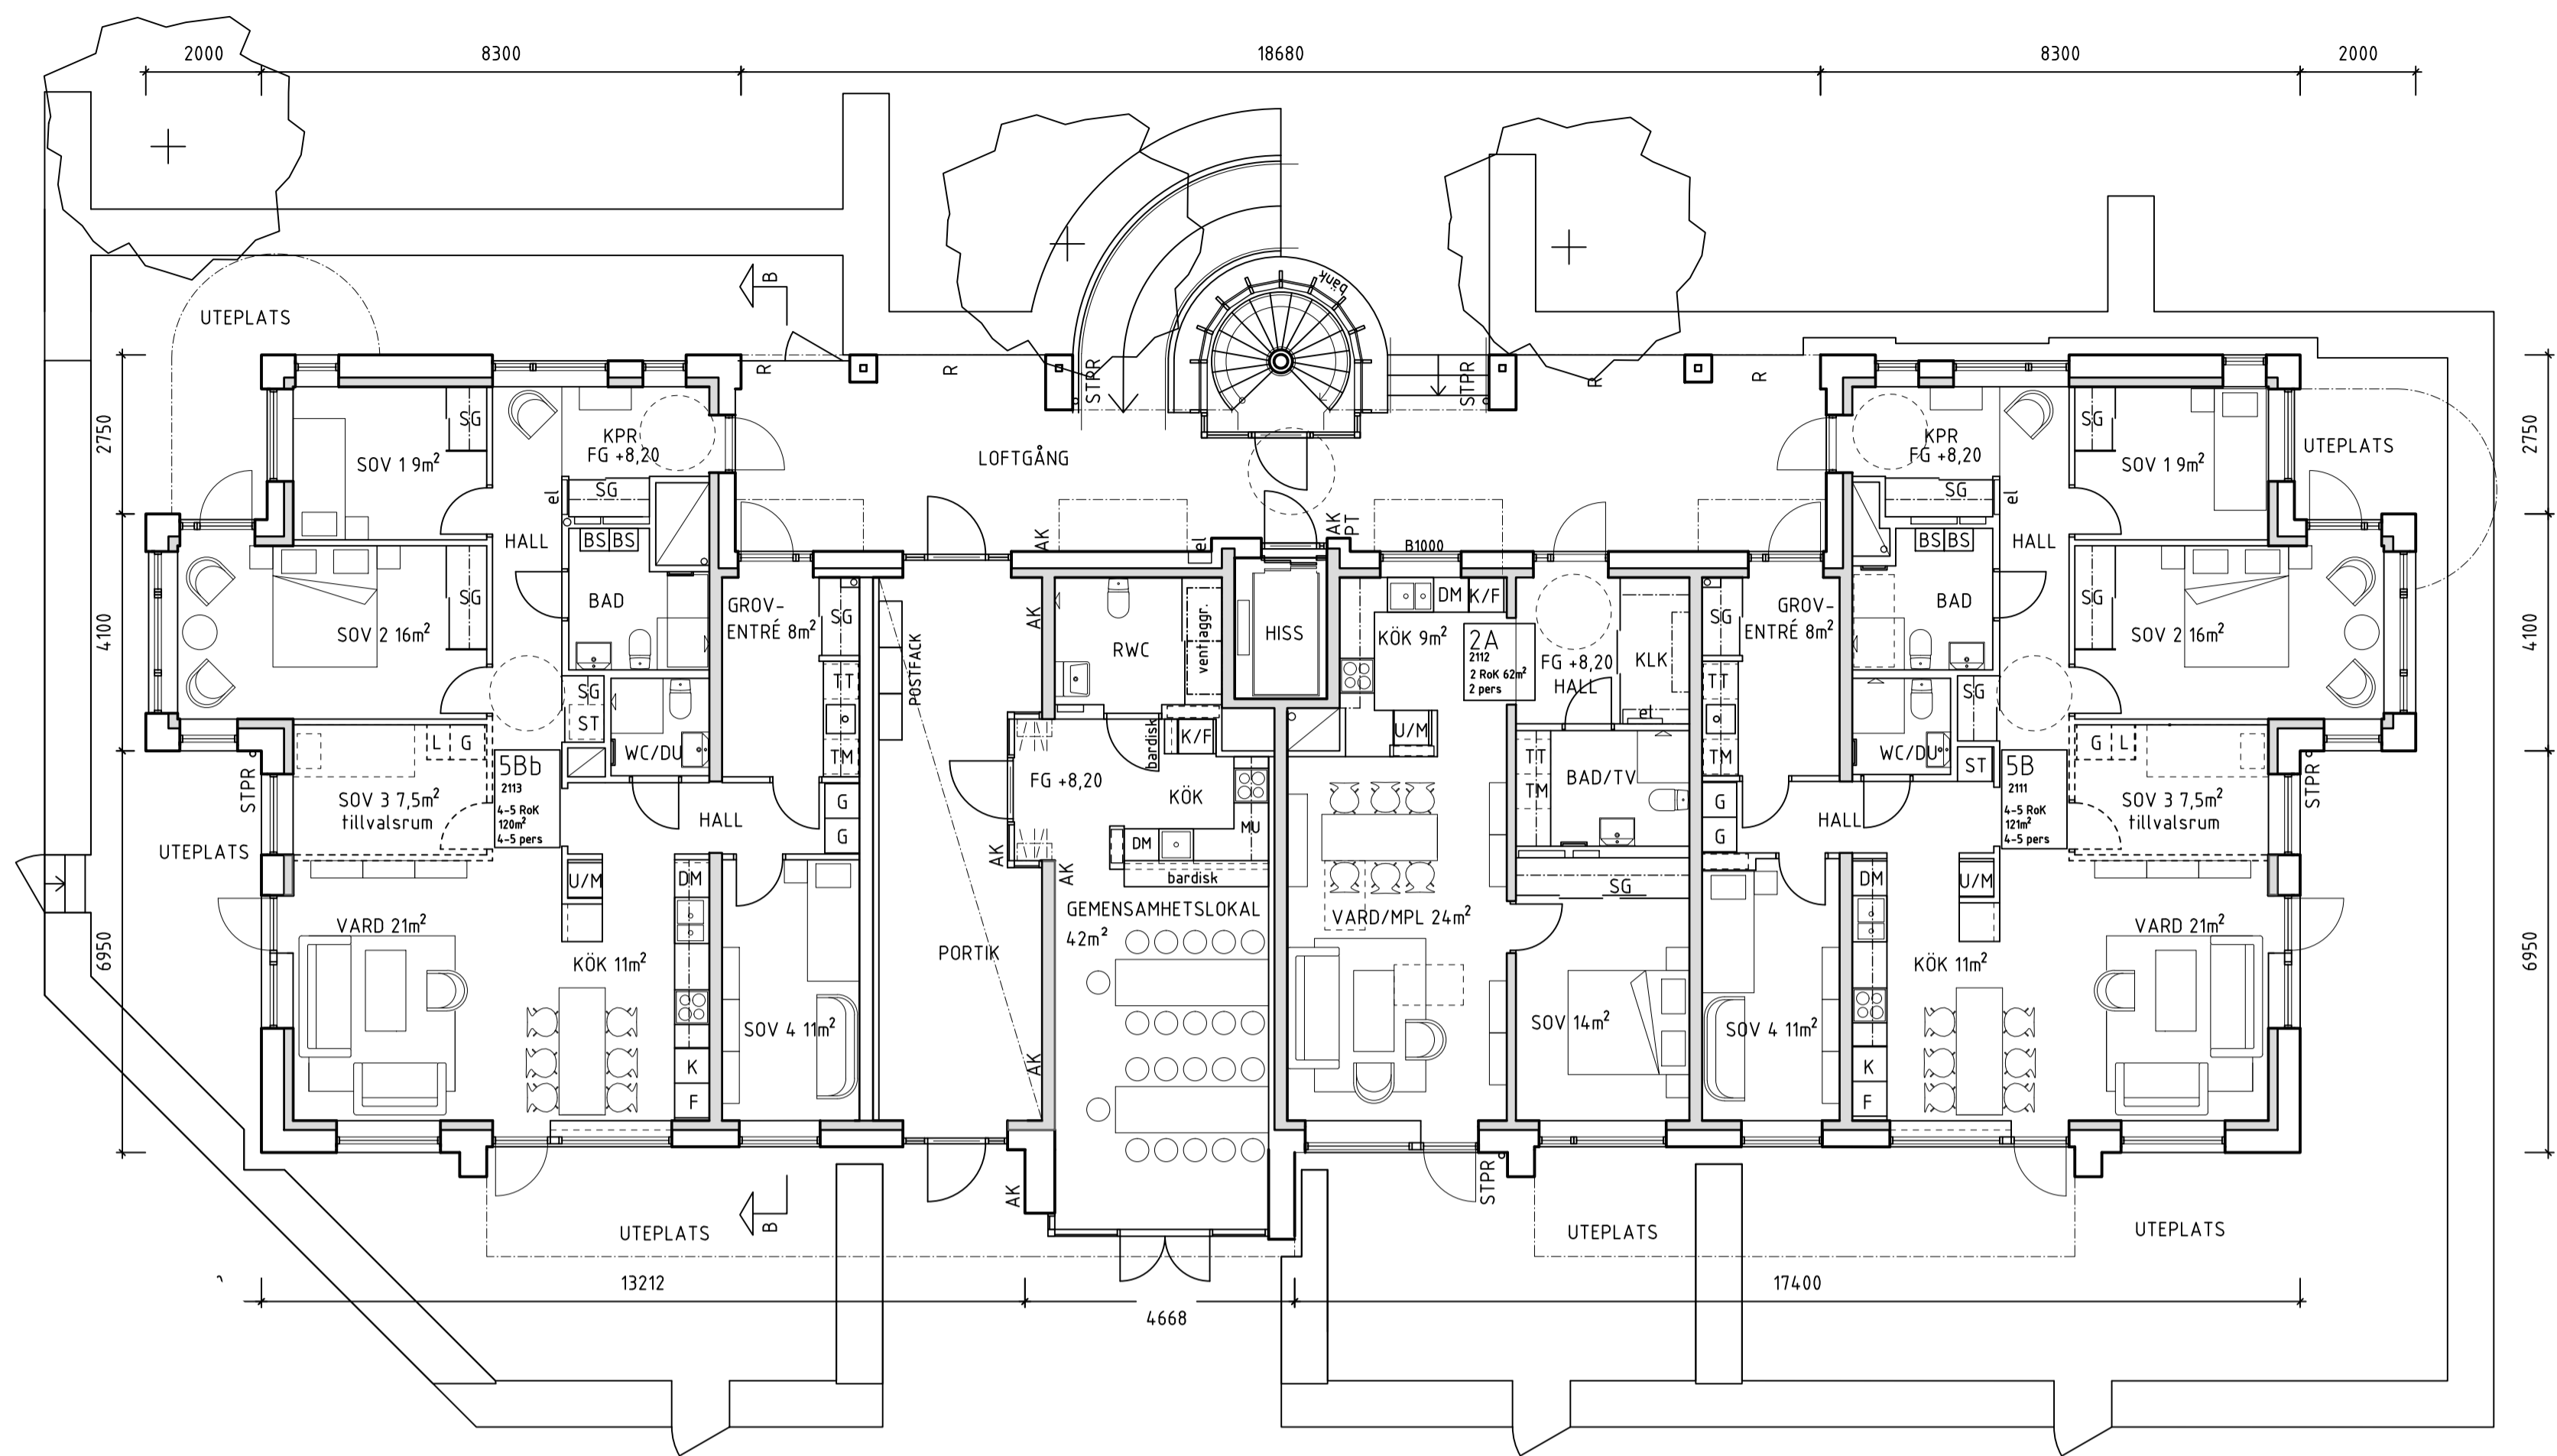 2000
8300
18680
8300
2000
bänk
B
UTEPLATS
R
R
STPR
STPR
R
R
2750
SG
KPR
FG +8,20
SOV 1 9m²
LOFTGÅNG
KPR
FG +8,20
SG
SOV 1 9m²
UTEPLATS
2750
el
SG
SG
el
HALL
BS
BS
AK
el
AK
PT
B1000
BS
BS
HALL
4100
SG
SOV 2 16m²
BAD
GROV-
ENTRÉ 8m²
SG
POSTFACK
AK
RWC
ventlaggr.
HISS
DM
K/F
KÖK 9m²
2A
2112
2 RoK 62m²
2 pers
FG +8,20
HALL
KLK
el
SG
GROV-
ENTRÉ 8m²
BAD
SG
SOV 2 16m²
4100
SG
ST
TT
TM
WC/DU
L
G
bardisk
K/F
U/M
TT
TM
BAD/TV
TT
TM
SG
WC/DU
ST
G
L
STPR
SOV 3 7,5m²
tillvalsrum
5Bb
2113
4-5 RoK
120m²
4-5 pers
FG +8,20
KÖK
MU
DM
bardisk
5B
2111
4-5 RoK
121m²
4-5 pers
SOV 3 7,5m²
tillvalsrum
STPR
UTEPLATS
HALL
G
G
AK
AK
G
G
HALL
U/M
DM
SG
DM
U/M
6950
VARD 21m²
KÖK 11m²
PORTIK
GEMENSAMHETSLOKAL
42m²
VARD/MPL 24m²
KÖK 11m²
VARD 21m²
6950
SOV 4 11m²
SOV 14m²
SOV 4 11m²
K
F
AK
K
F
AK
STPR
UTEPLATS
B
UTEPLATS
UTEPLATS
13212
4668
17400